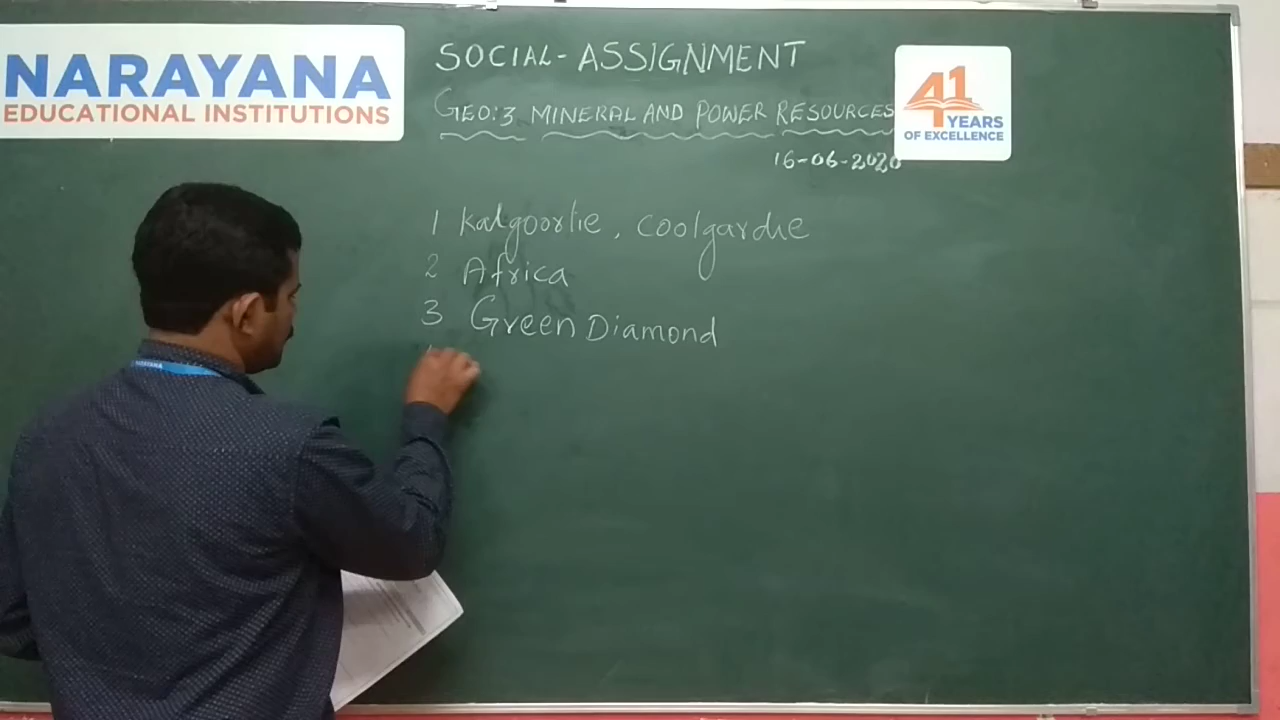 NARAYANA
EDUCATIONAL INSTITUTIONS
SOCIAL-ASSIGNMENT
GEO:3 MINERAL AND POWER RESOURCES
16-06-2020
41
YEARS
OF EXCELLENCE
1 Kalgoorlie, Coolgardie
2 Africa
3 Green Diamond